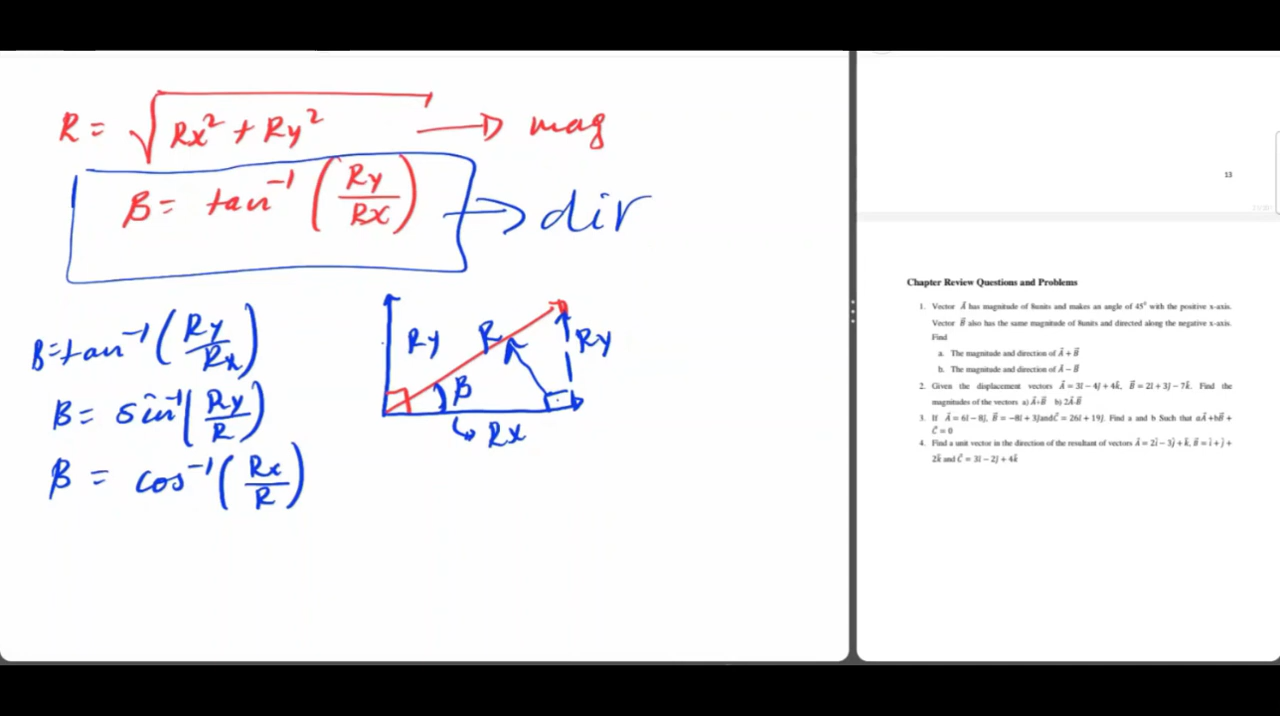 R = √Rx² + Ry² → mag
β = tan⁻¹ (Ry/Rx) → dir
β = tan⁻¹ (Ry/Rx)
β = sin⁻¹ (Ry/R)
β = cos⁻¹ (Rx/R)
Ry R Ry
β
Rx
13
Chapter Review Questions and Problems
1. Vector A⃗ has magnitude of 8units and makes an angle of 45⁰ with the positive x-axis.
Vector B⃗ also has the same magnitude of 8units and directed along the negative x-axis.
Find
a. The magnitude and direction of A⃗ + B⃗
b. The magnitude and direction of A⃗ − B⃗
2. Given the displacement vectors A⃗ = 3î − 4ĵ + 4k̂, B⃗ = 2î + 3ĵ − 7k̂. Find the
magnitudes of the vectors a) A⃗+B⃗ b) 2A⃗-B⃗
3. If A⃗ = 6î − 8ĵ, B⃗ = −8î + 3ĵandC⃗ = 26î + 19ĵ. Find a and b Such that aA⃗ +bB⃗ +
C⃗ = 0
4. Find a unit vector in the direction of the resultant of vectors A⃗ = 2î − 3ĵ + k̂, B⃗ = î + ĵ +
2k̂ and C⃗ = 3î − 2ĵ + 4k̂